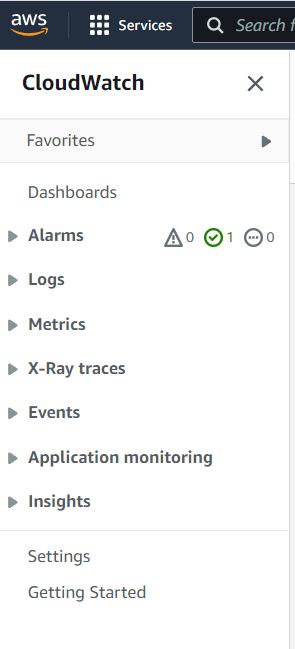 aws Services Search f
CloudWatch
Favorites
Dashboards
Alarms 0 1 0
Logs
Metrics
X-Ray traces
Events
Application monitoring
Insights
Settings
Getting Started